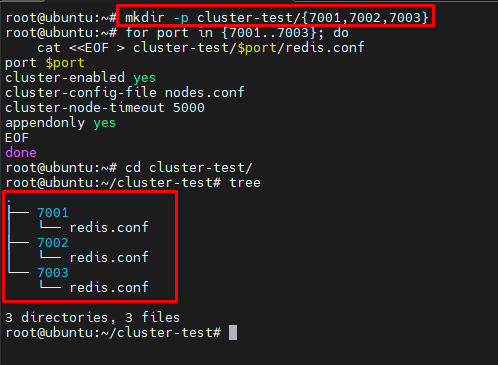 root@ubuntu:~# mkdir -p cluster-test/{7001,7002,7003}
root@ubuntu:~# for port in {7001..7003}; do
    cat <<EOF > cluster-test/$port/redis.conf
port $port
cluster-enabled yes
cluster-config-file nodes.conf
cluster-node-timeout 5000
appendonly yes
EOF
done
root@ubuntu:~# cd cluster-test/
root@ubuntu:~/cluster-test# tree
.
├── 7001
│   └── redis.conf
├── 7002
│   └── redis.conf
└── 7003
    └── redis.conf

3 directories, 3 files
root@ubuntu:~/cluster-test#